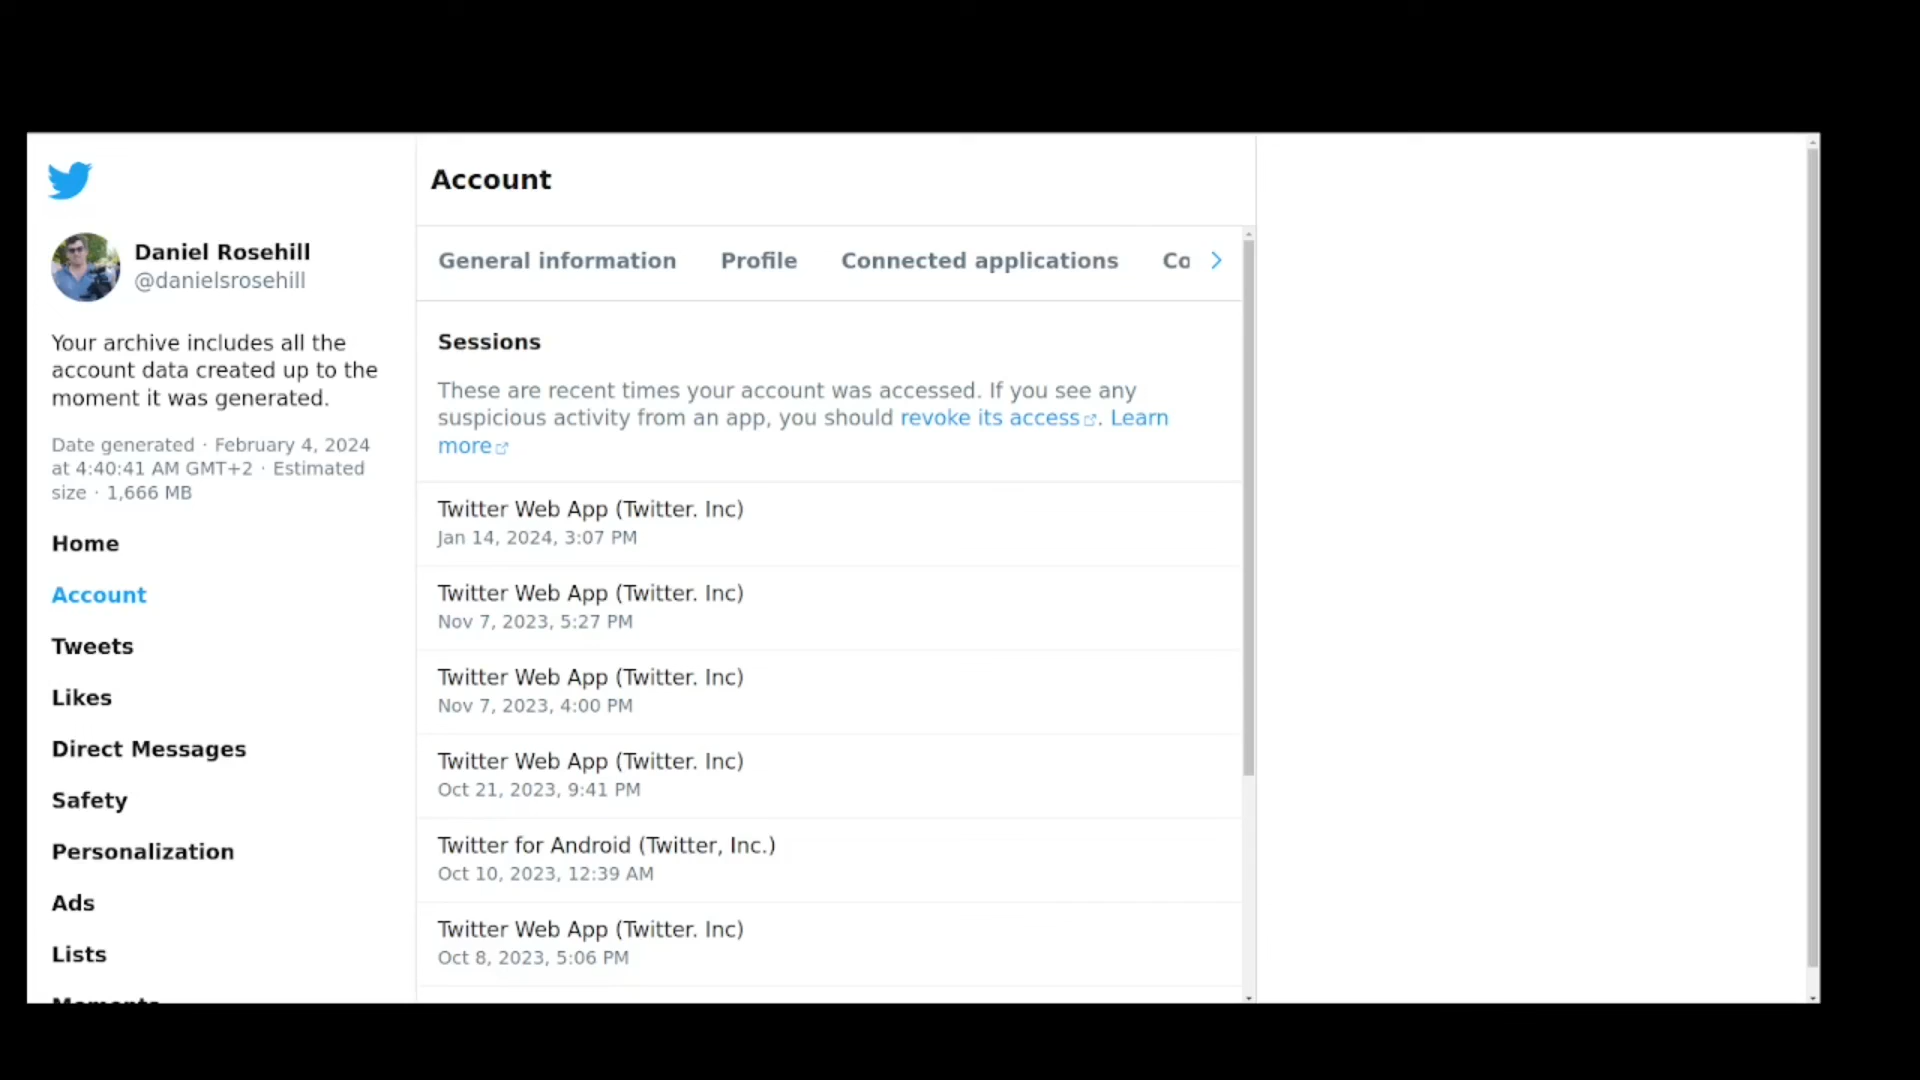 Daniel Rosehill
@danielsrosehill
Your archive includes all the
account data created up to the
moment it was generated.
Date generated · February 4, 2024
at 4:40:41 AM GMT+2 · Estimated
size · 1,666 MB
Home
Account
Tweets
Likes
Direct Messages
Safety
Personalization
Ads
Lists
Moments
Account
General information Profile Connected applications Co
Sessions
These are recent times your account was accessed. If you see any
suspicious activity from an app, you should revoke its access. Learn
more
Twitter Web App (Twitter. Inc)
Jan 14, 2024, 3:07 PM
Twitter Web App (Twitter. Inc)
Nov 7, 2023, 5:27 PM
Twitter Web App (Twitter. Inc)
Nov 7, 2023, 4:00 PM
Twitter Web App (Twitter. Inc)
Oct 21, 2023, 9:41 PM
Twitter for Android (Twitter, Inc.)
Oct 10, 2023, 12:39 AM
Twitter Web App (Twitter. Inc)
Oct 8, 2023, 5:06 PM